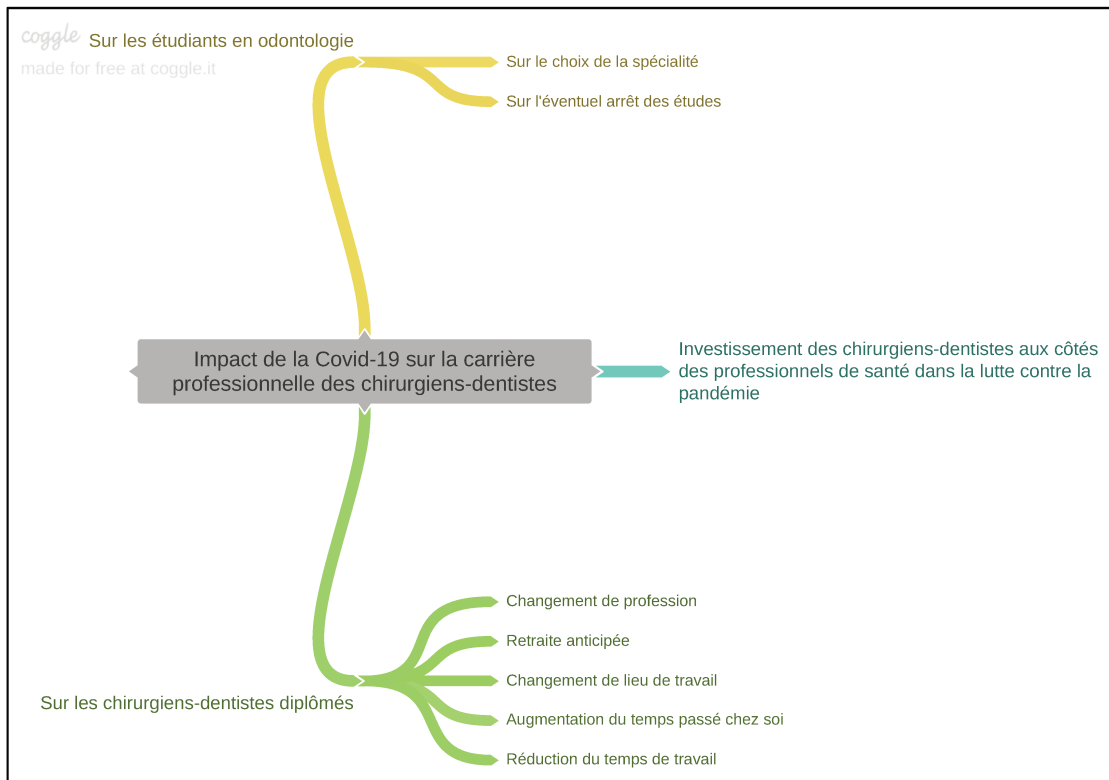 coggle
made for free at coggle.it
Sur les étudiants en odontologie
Sur le choix de la spécialité
Sur l'éventuel arrêt des études
Impact de la Covid-19 sur la carrière
professionnelle des chirurgiens-dentistes
Investissement des chirurgiens-dentistes aux côtés
des professionnels de santé dans la lutte contre la
pandémie
Sur les chirurgiens-dentistes diplômés
Changement de profession
Retraite anticipée
Changement de lieu de travail
Augmentation du temps passé chez soi
Réduction du temps de travail